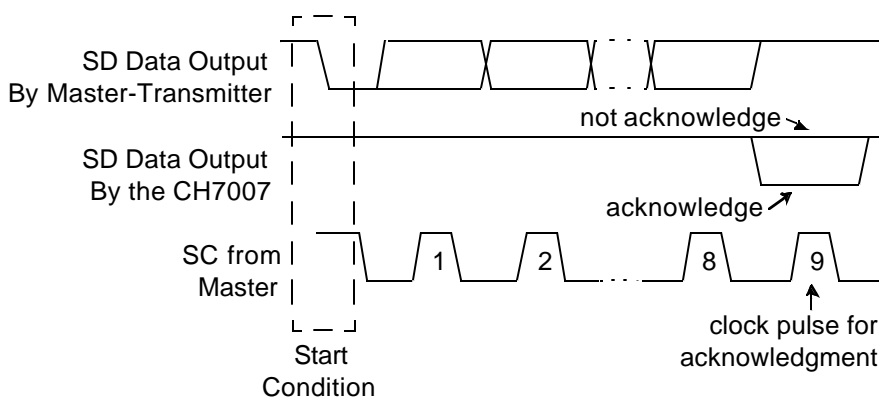 SD Data Output
By Master-Transmitter
not acknowledge
SD Data Output
By the CH7007
acknowledge
SC from
Master
1
2
8
9
clock pulse for
acknowledgment
Start
Condition